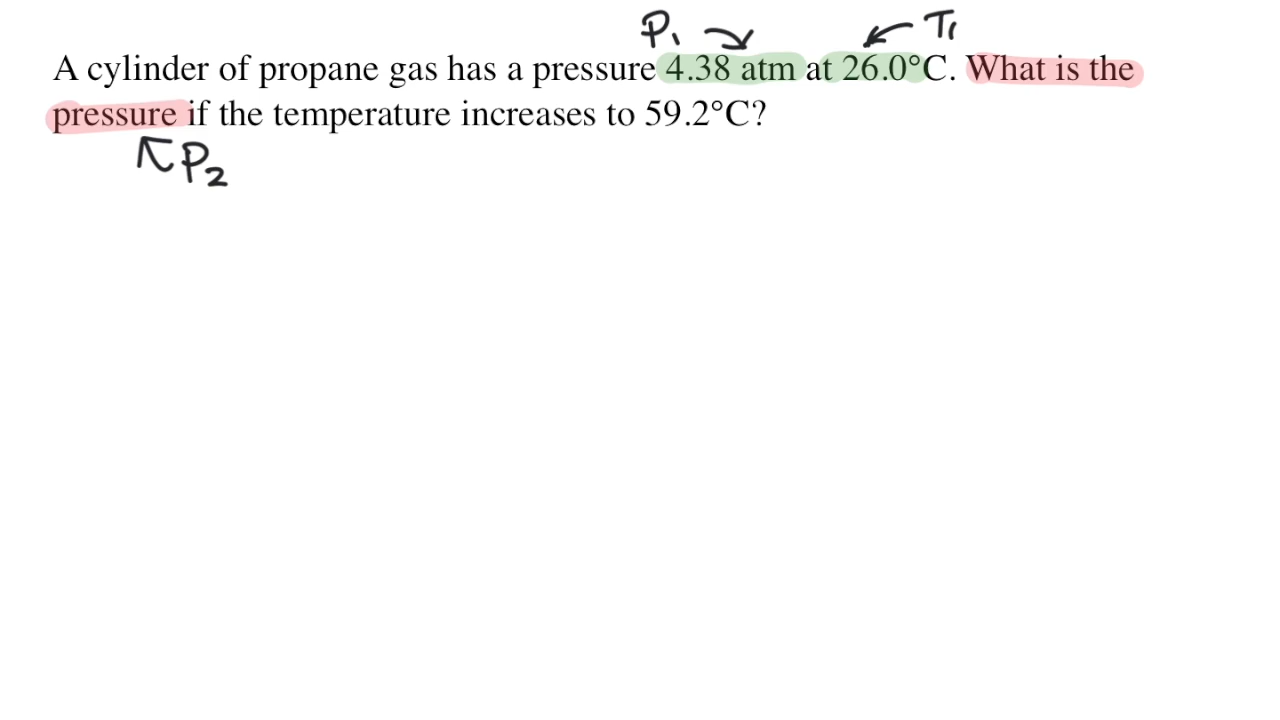 P₁ T₁
A cylinder of propane gas has a pressure 4.38 atm at 26.0°C. What is the
pressure if the temperature increases to 59.2°C?
P₂